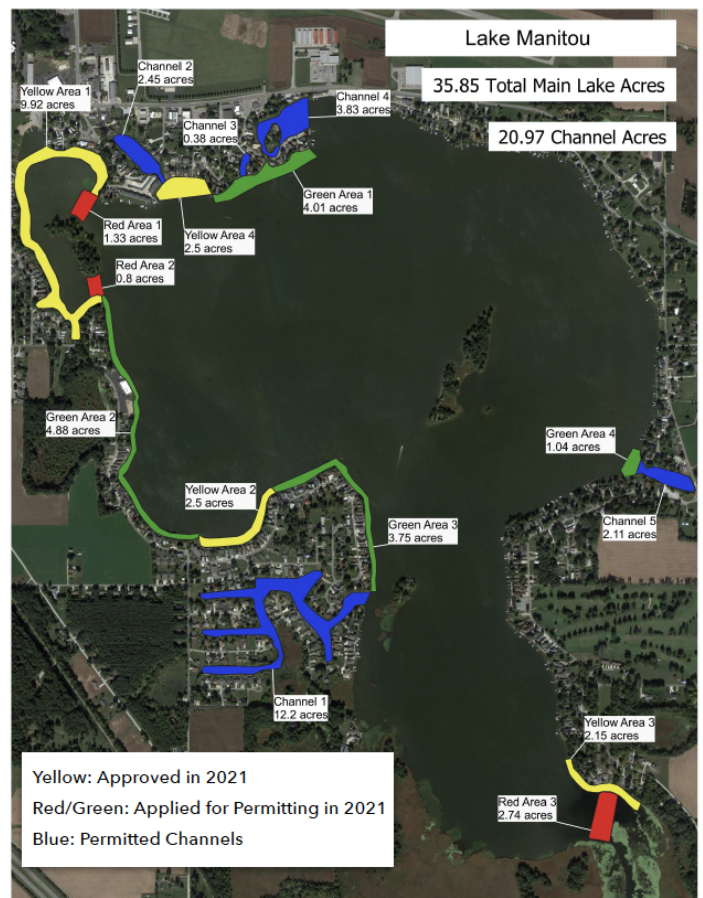 Lake Manitou
35.85 Total Main Lake Acres
20.97 Channel Acres
Yellow Area 1
9.92 acres
Channel 2
2.45 acres
Channel 3
0.38 acres
Channel 4
3.83 acres
Green Area 1
4.01 acres
Yellow Area 4
2.5 acres
Red Area 1
1.33 acres
Red Area 2
0.8 acres
Green Area 2
4.88 acres
Yellow Area 2
2.5 acres
Green Area 3
3.75 acres
Green Area 4
1.04 acres
Channel 5
2.11 acres
Channel 1
12.2 acres
Yellow Area 3
2.15 acres
Red Area 3
2.74 acres
Yellow: Approved in 2021
Red/Green: Applied for Permitting in 2021
Blue: Permitted Channels